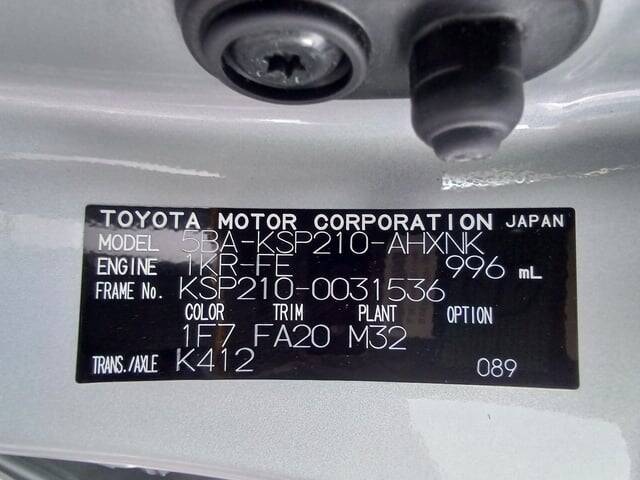 TOYOTA MOTOR CORPORATION JAPAN
MODEL 5BA-KSP210-AHXNK
ENGINE 1KR-FE 996 mL
FRAME No. KSP210-0031536
COLOR TRIM PLANT OPTION
1F7 FA20 M32
TRANS./AXLE K412 089